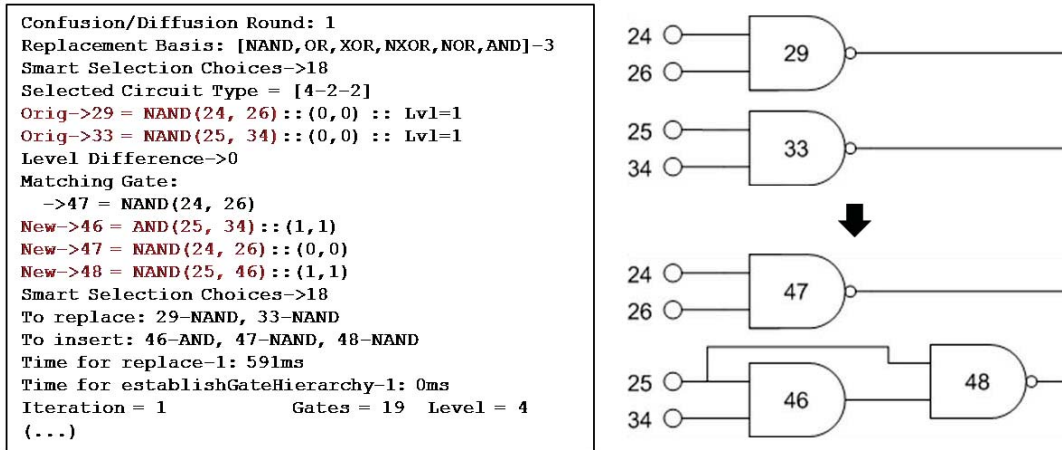 Confusion/Diffusion Round: 1
Replacement Basis: [NAND,OR,XOR,NXOR,NOR,AND]-3
Smart Selection Choices->18
Selected Circuit Type = [4-2-2]
Orig->29 = NAND(24, 26)::(0,0) :: Lvl=1
Orig->33 = NAND(25, 34)::(0,0) :: Lvl=1
Level Difference->0
Matching Gate:
->47 = NAND(24, 26)
New->46 = AND(25, 34)::(1,1)
New->47 = NAND(24, 26)::(0,0)
New->48 = NAND(25, 46)::(1,1)
Smart Selection Choices->18
To replace: 29-NAND, 33-NAND
To insert: 46-AND, 47-NAND, 48-NAND
Time for replace-1: 591ms
Time for establishGateHierarchy-1: 0ms
Iteration = 1 Gates = 19 Level = 4
(...)
24
29
26
25
33
34
24
47
26
25
48
46
34